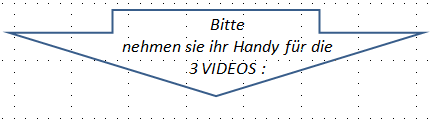 Bitte
nehmen sie ihr Handy für die
3 VIDEOS :